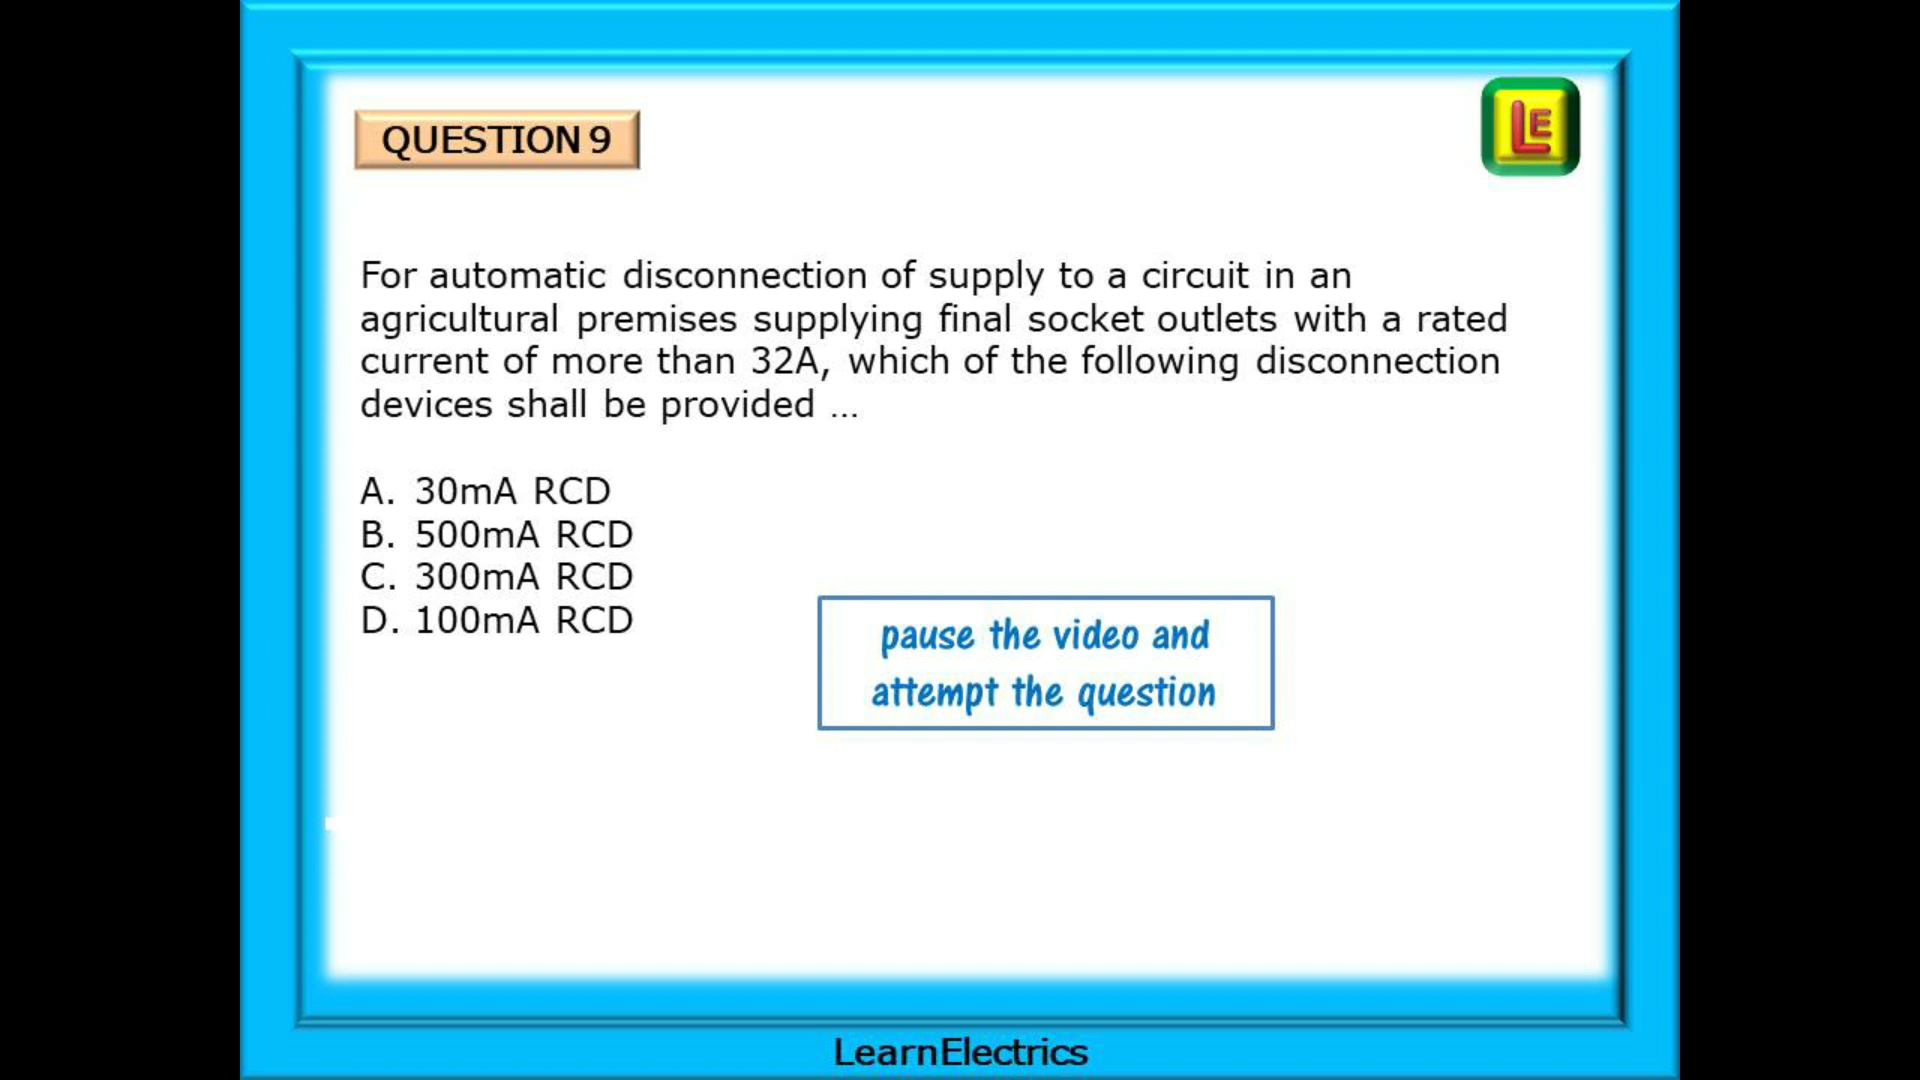 QUESTION 9
LE
For automatic disconnection of supply to a circuit in an
agricultural premises supplying final socket outlets with a rated
current of more than 32A, which of the following disconnection
devices shall be provided ...
A. 30mA RCD
B. 500mA RCD
C. 300mA RCD
D. 100mA RCD
pause the video and
attempt the question
LearnElectrics